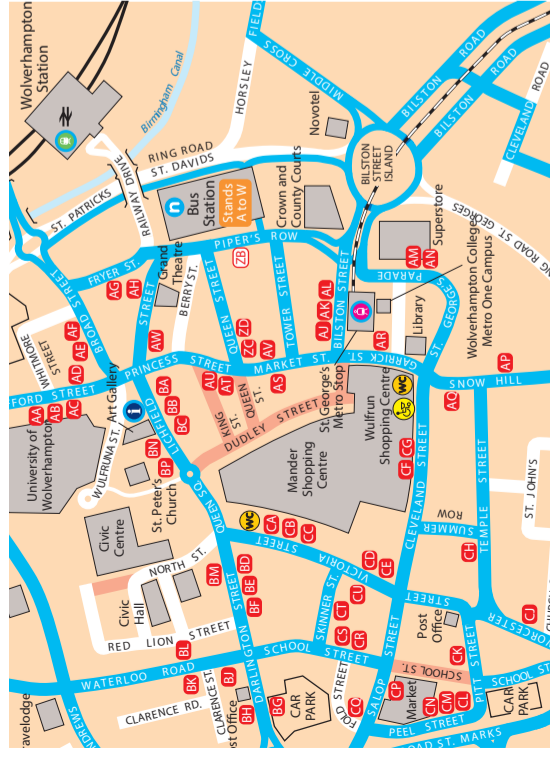 Wolverhampton
Station
Birmingham Canal
HORSLEY
FIELD
MIDDLE CROSS
BILSTON ROAD
BILSTON ROAD
CLEVELAND ROAD
RING ROAD
ST. DAVIDS
ST. PATRICKS
RAILWAY DRIVE
Bus
Station
Stands
A to W
Novotel
Crown and
County Courts
BILSTON
STREET
ISLAND
RING ROAD ST. GEORGES
Superstore
AM
AN
Wolverhampton College
Metro One Campus
PIPER'S ROW
ZB
FRYER ST.
Grand
Theatre
BERRY ST.
AG
AH
BROAD STREET
WHITMORE
STREET
AF
AE
AD
AW
QUEEN STREET
ZD
ZC
AV
TOWER STREET
BILSTON STREET
AJ
AK
AL
PARADE
ST. GEORGE'S
Library
AR
GARRICK ST.
MARKET ST.
PRINCESS STREET
STREET
LICHFIELD
AU
AT
AS
KING
ST.
QUEEN
ST.
St. George's
Metro Stop
SNOW HILL
AP
AQ
FORD STREET
AA
AB
AC
Art Gallery
WULFRUNA ST.
University of
Wolverhampton
BA
BB
BC
BN
BP
DUDLEY STREET
Wulfrun
Shopping Centre
WC
CF
CG
Mander
Shopping
Centre
St. Peter's
Church
QUEEN SQ.
Civic
Centre
NORTH ST.
Civic
Hall
WC
CA
CB
CC
VICTORIA
STREET
CD
CE
CLEVELAND STREET
SUMMER
ROW
TEMPLE STREET
CH
ST. JOHN'S
BM
BD
BE
BF
RED LION STREET
BL
SKINNER ST.
CU
CT
CS
CR
SCHOOL STREET
Post
Office
CJ
WORCESTER
STREET
CK
PITT STREET
SCHOOL ST.
SCHOOL ST
WATERLOO ROAD
BK
BJ
BH
DARLINGTON STREET
CLARENCE ST.
CLARENCE RD.
st Office
BG
CAR
PARK
FOLD STREET
CQ
SALOP STREET
CP
Market
CN
CM
CL
PEEL STREET
CAR
PARK
OAD ST. MARKS
avelodge
NDREWS